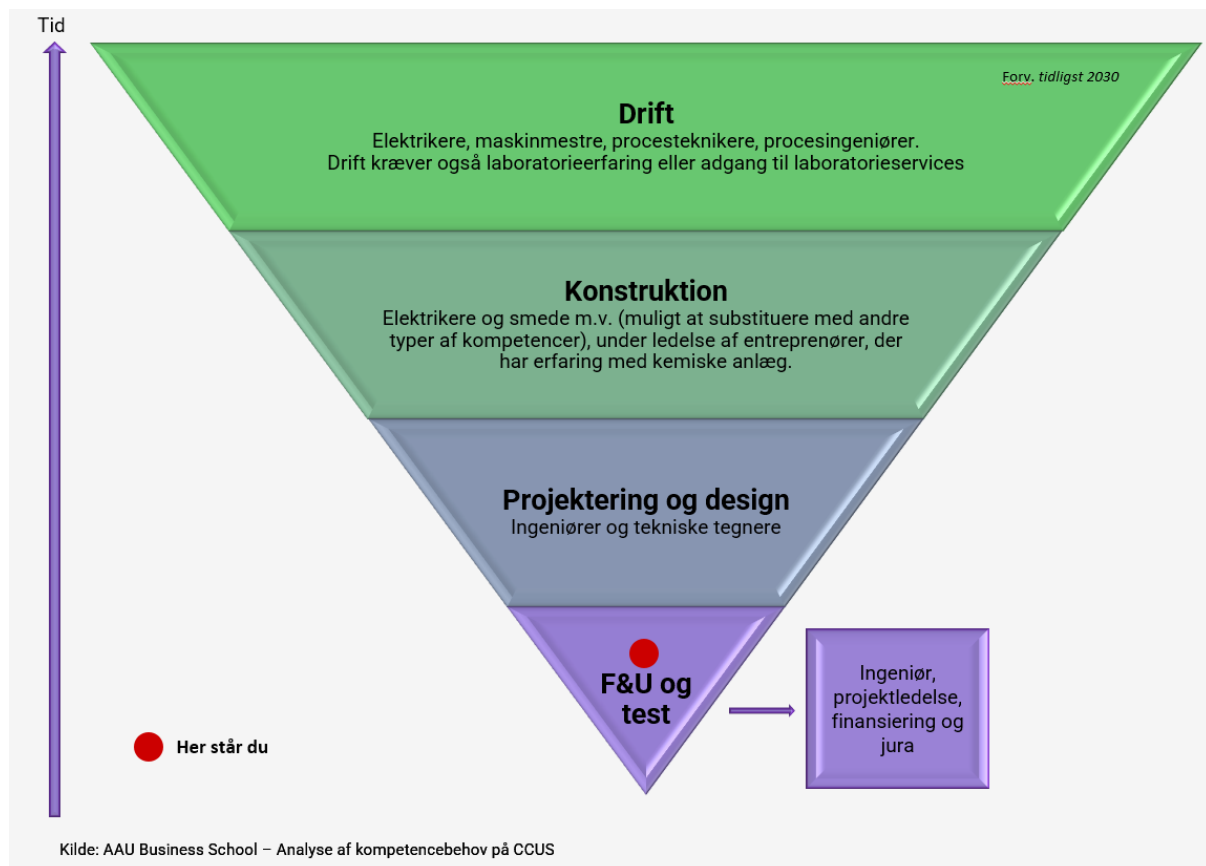 Tid
Forv. tidligst 2030
Drift
Elektrikere, maskinmestre, procesteknikere, procesingeniører.
Drift kræver også laboratorieerfaring eller adgang til laboratorieservices
Konstruktion
Elektrikere og smede m.v. (muligt at substituere med andre
typer af kompetencer), under ledelse af entreprenører, der
har erfaring med kemiske anlæg.
Projektering og design
Ingeniører og tekniske tegnere
F&U og
test
Ingeniør,
projektledelse,
finansiering og
jura
Her står du
Kilde: AAU Business School – Analyse af kompetencebehov på CCUS